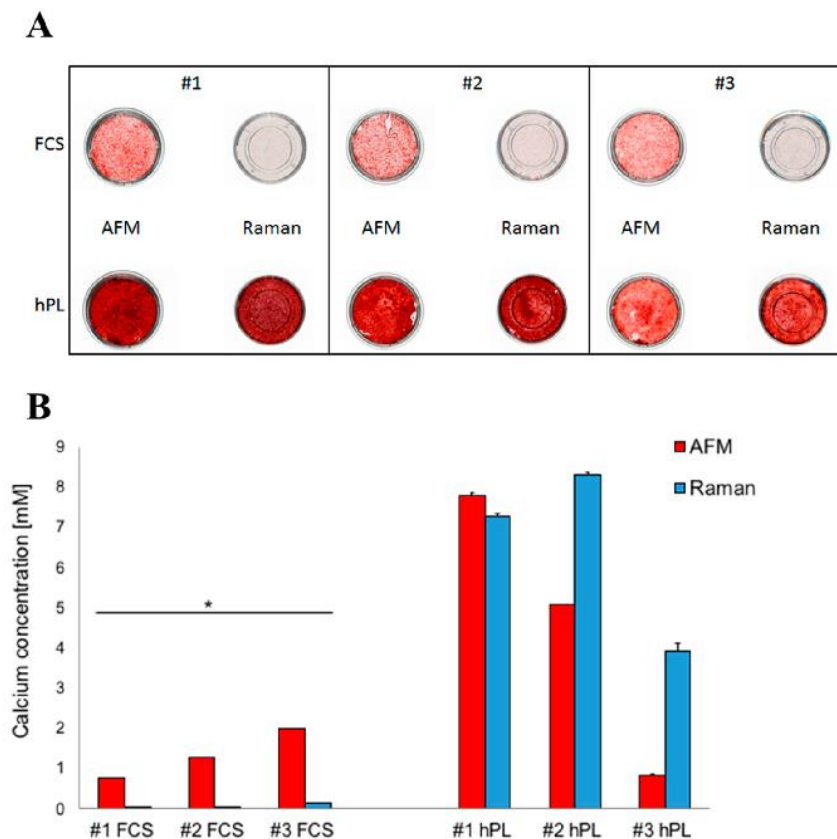 A
#1 #2 #3
FCS
AFM Raman AFM Raman AFM Raman
hPL
B
AFM
Raman
Calcium concentration [mM]
9
8
7
6
5
4
3
2
1
0
*
#1 FCS #2 FCS #3 FCS #1 hPL #2 hPL #3 hPL